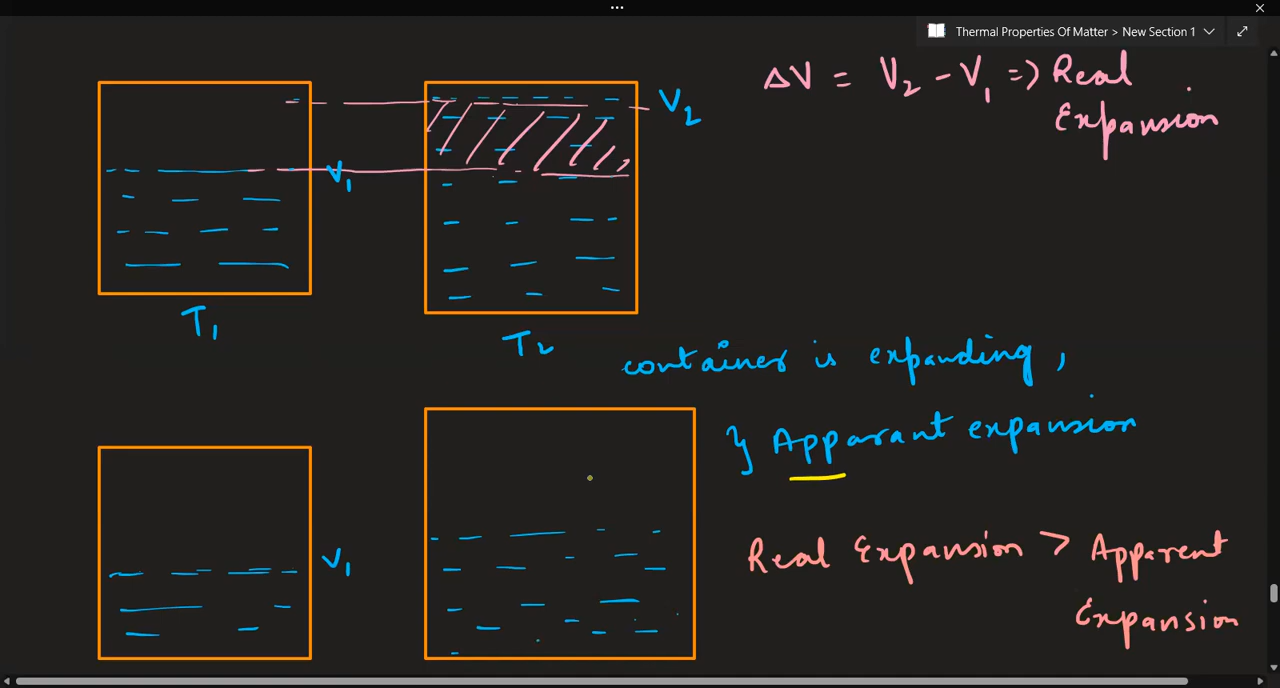 Thermal Properties Of Matter > New Section 1
ΔV = V₂ - V₁ => Real
Expansion
V₂
V₁
T₁
T₂
container is expanding,
} Apparant expansion
V₁
Real Expansion > Apparent
Expansion